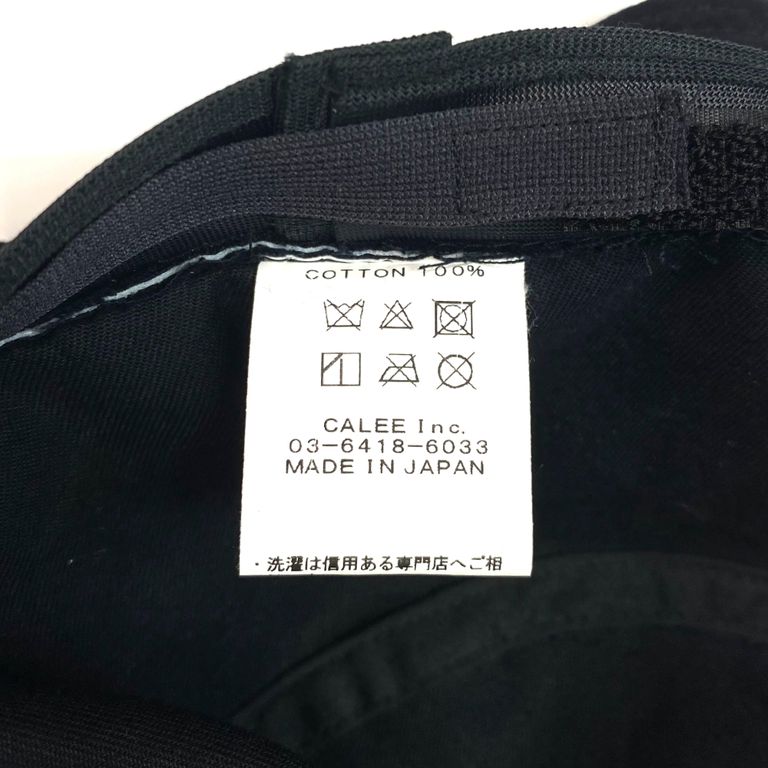 COTTON 100%
CALEE Inc.
03-6418-6033
MADE IN JAPAN
・洗濯は信用ある専門店へご相